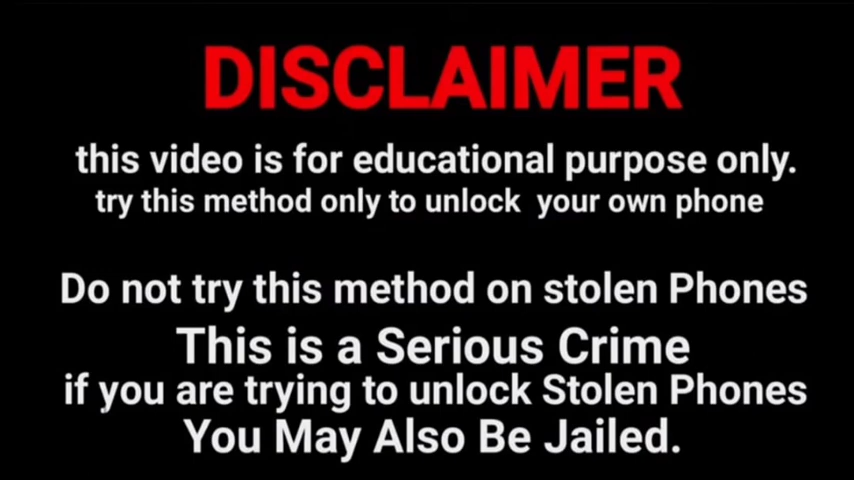 DISCLAIMER
this video is for educational purpose only.
try this method only to unlock your own phone
Do not try this method on stolen Phones
This is a Serious Crime
if you are trying to unlock Stolen Phones
You May Also Be Jailed.